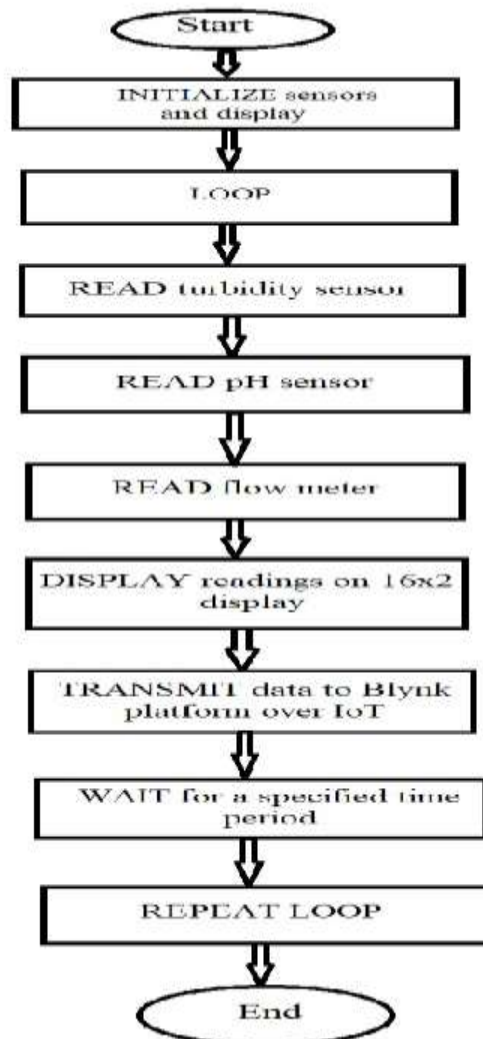 Start
INITIALIZE sensors
and display
LOOP
READ turbidity sensor
READ pH sensor
READ flow meter
DISPLAY readings on 16x2
display
TRANSMIT data to Blynk
platform over IoT
WAIT for a specified time
period
REPEAT LOOP
End